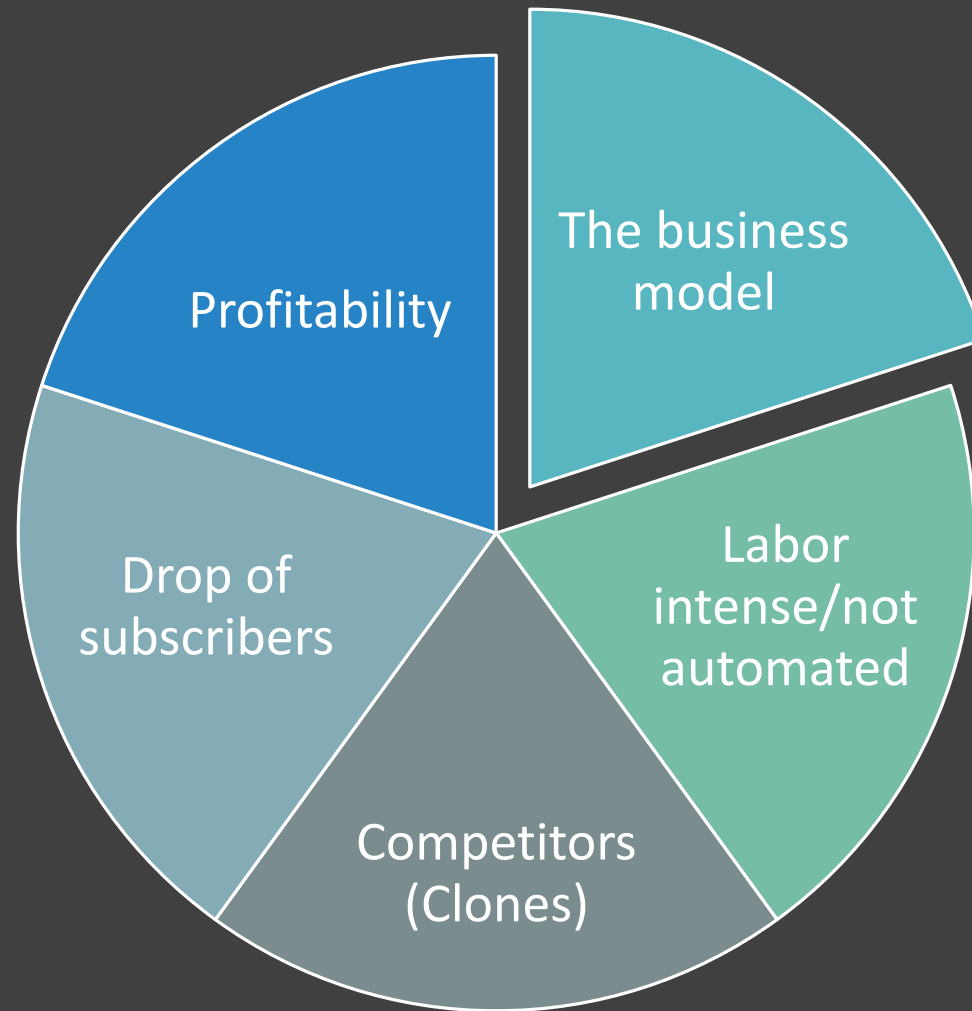 The business
model
Profitability
Labor
intense/not
automated
Drop of
subscribers
Competitors
(Clones)